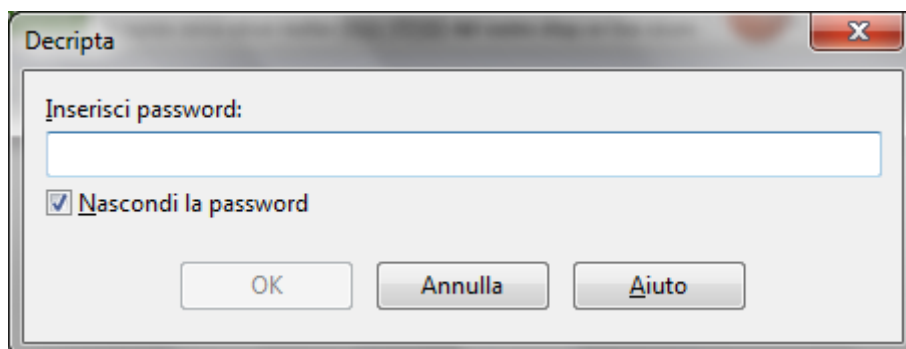 Decripta
Inserisci password:
Nascondi la password
OK Annulla Aiuto